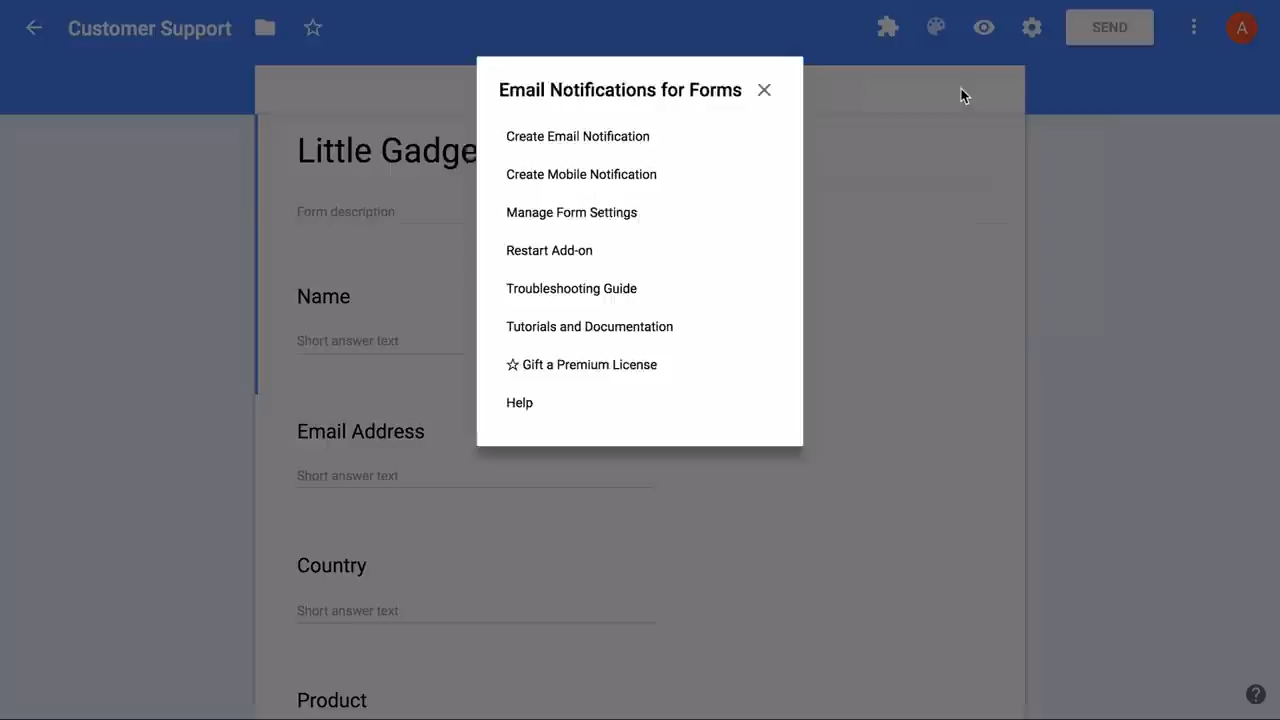 Customer Support
SEND
A
Email Notifications for Forms
Create Email Notification
Create Mobile Notification
Manage Form Settings
Restart Add-on
Troubleshooting Guide
Tutorials and Documentation
☆ Gift a Premium License
Help
Little Gadge
Form description
Name
Short answer text
Email Address
Short answer text
Country
Short answer text
Product